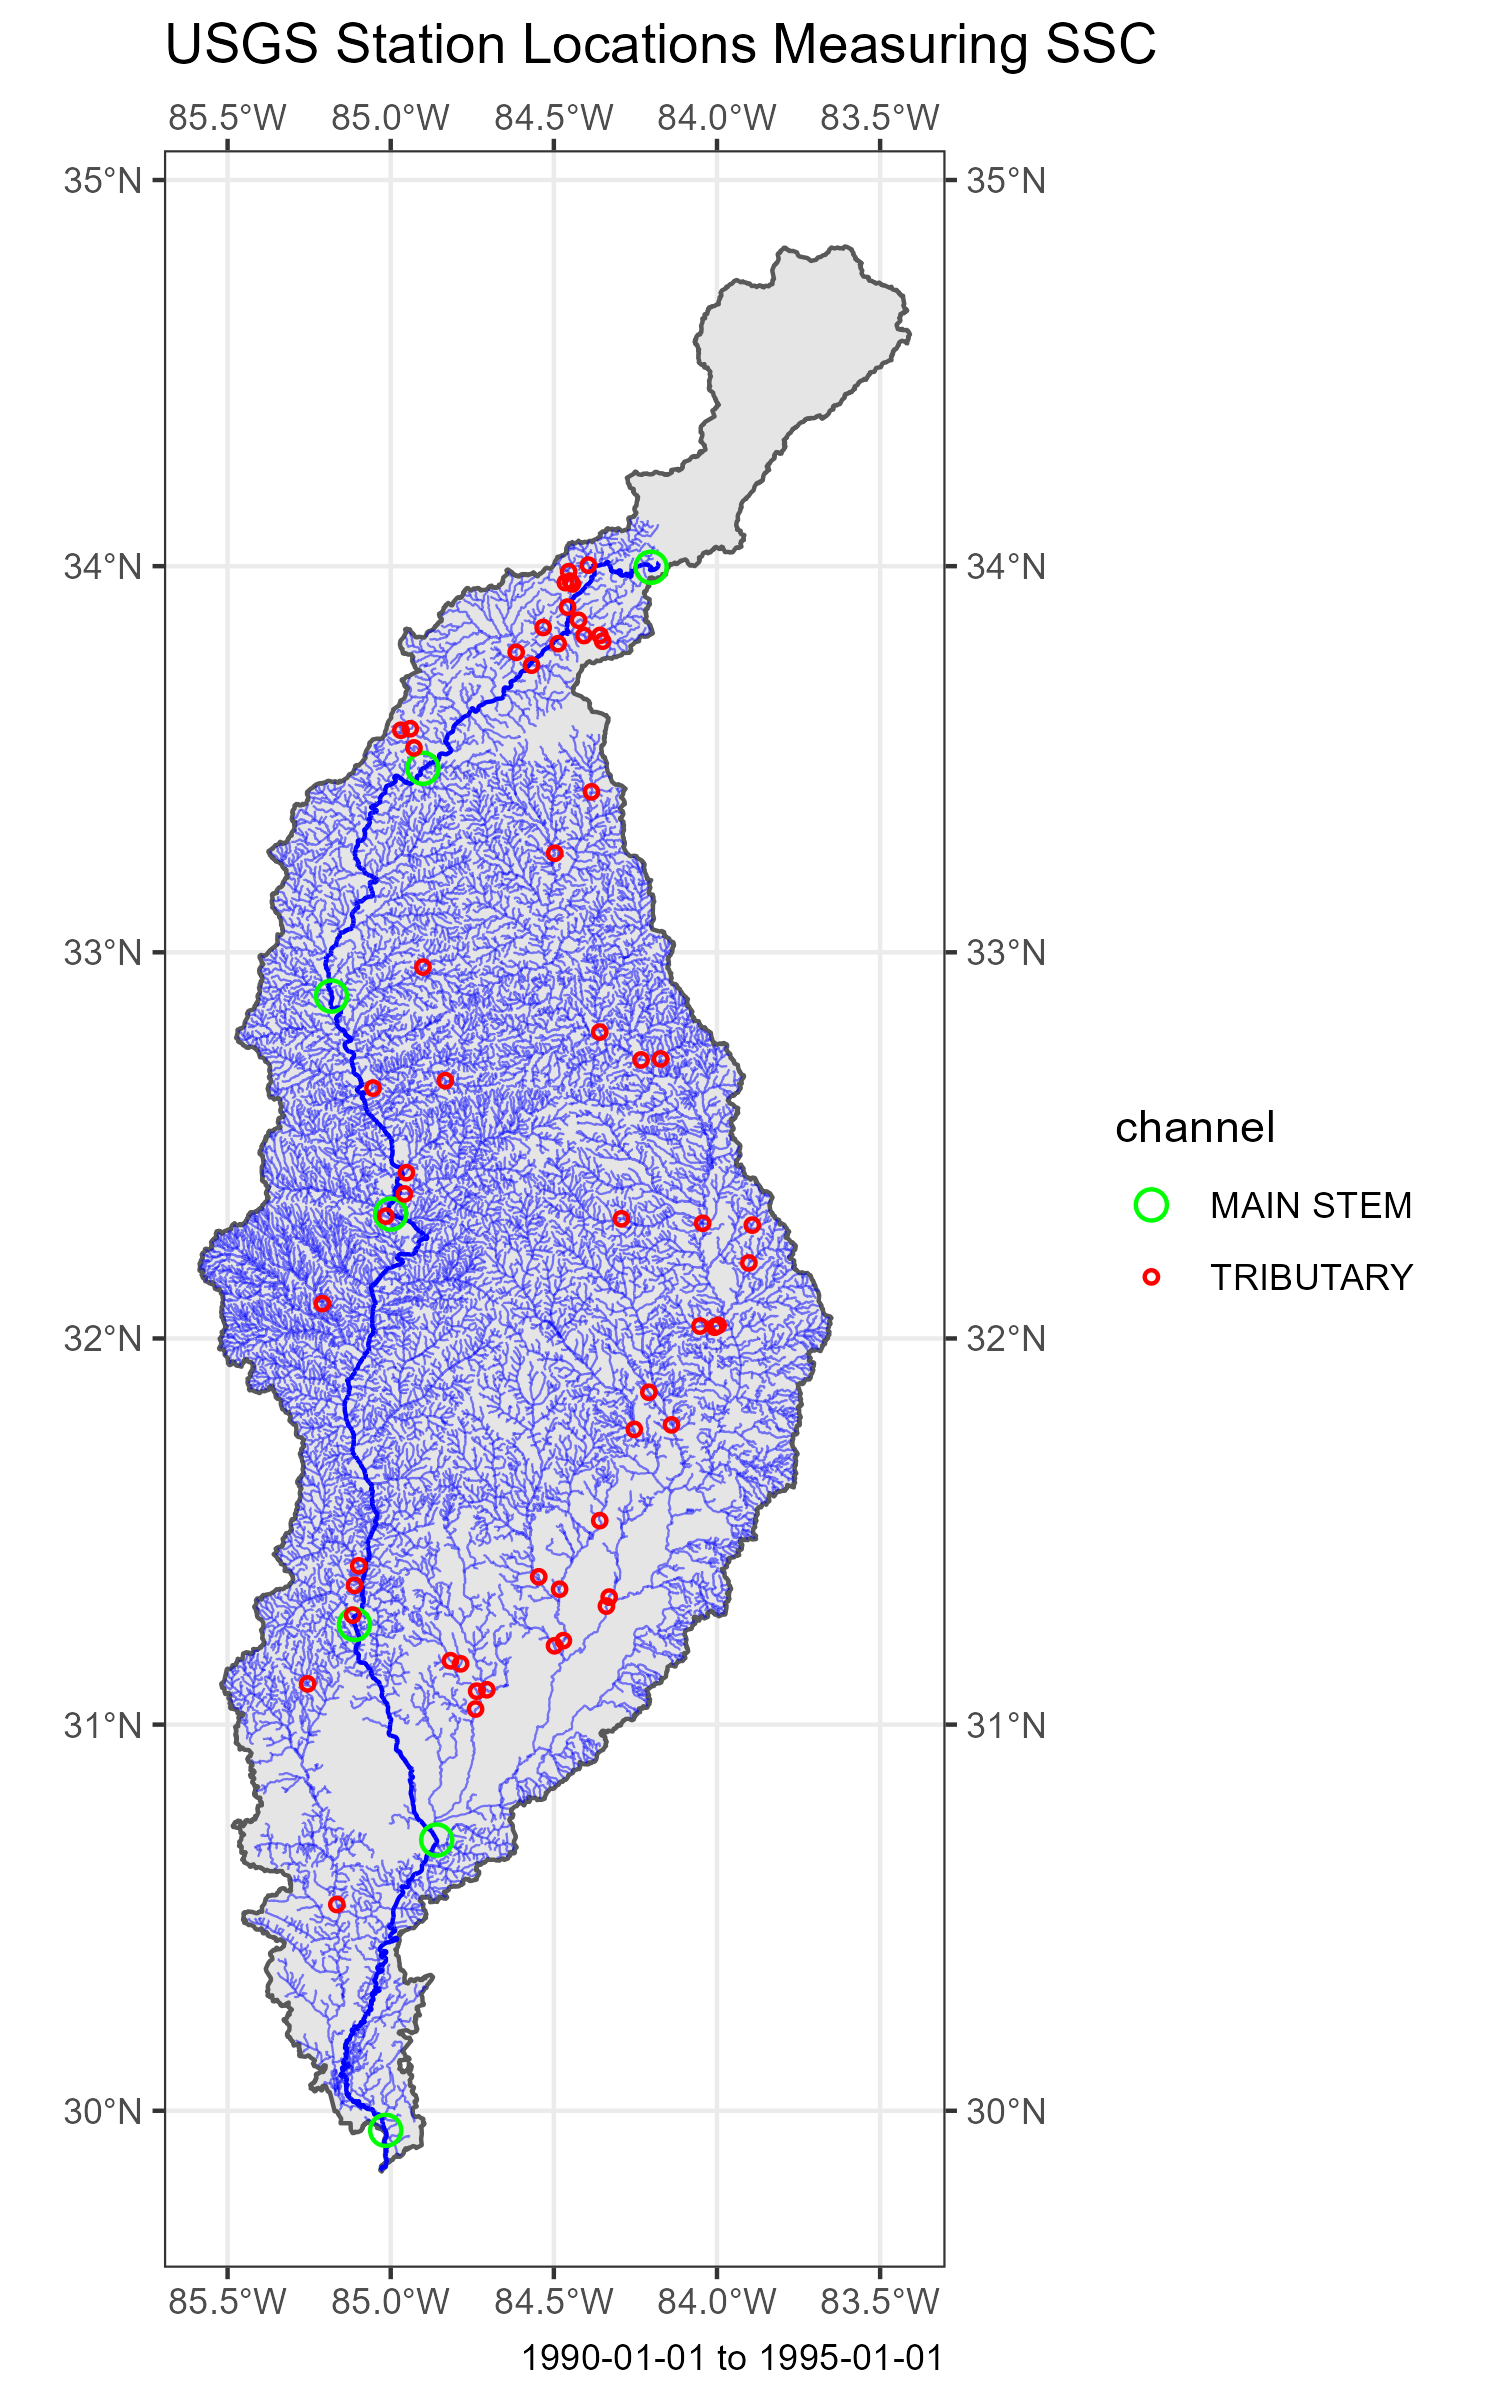 USGS Station Locations Measuring SSC
85.5°W 85.0°W 84.5°W 84.0°W 83.5°W
35°N 35°N
34°N 34°N
33°N 33°N
channel
MAIN STEM
TRIBUTARY
32°N 32°N
31°N 31°N
30°N 30°N
85.5°W 85.0°W 84.5°W 84.0°W 83.5°W
1990-01-01 to 1995-01-01